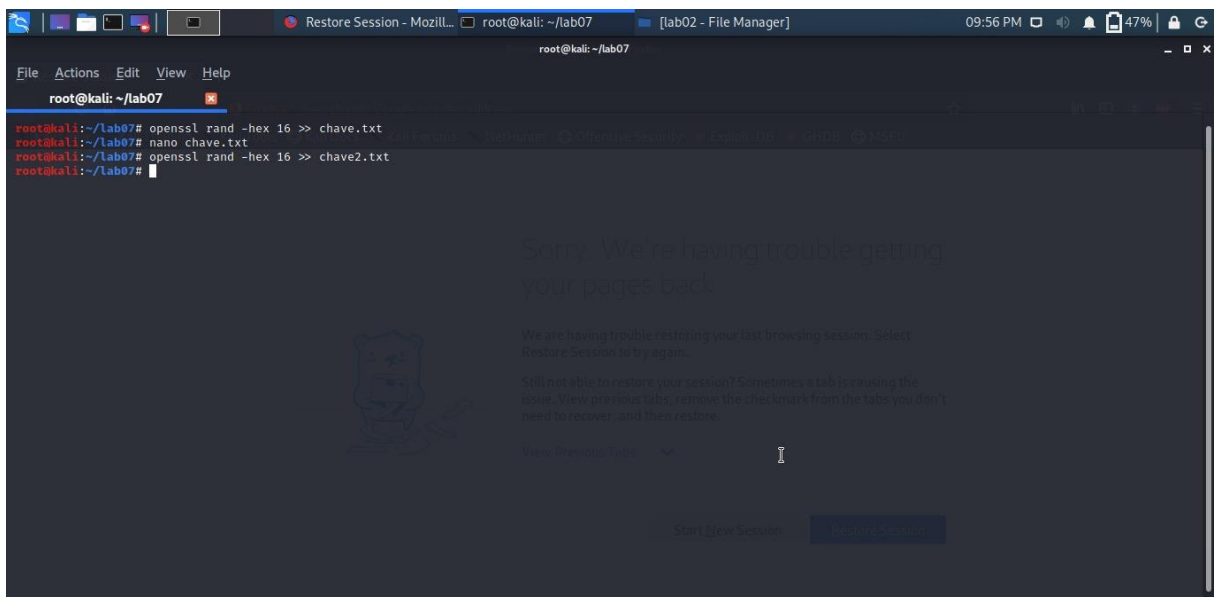 Restore Session - Mozill... root@kali: ~/lab07 [lab02 - File Manager] 09:56 PM 47%
root@kali: ~/lab07
File Actions Edit View Help
root@kali: ~/lab07
root@kali:~/lab07# openssl rand -hex 16 >> chave.txt
root@kali:~/lab07# nano chave.txt
root@kali:~/lab07# openssl rand -hex 16 >> chave2.txt
root@kali:~/lab07#
Sorry. We're having trouble getting
your pages back.
We are having trouble restoring your last browsing session. Select
Restore Session to try again.
Still not able to restore your session? Sometimes a tab is causing the
issue. View previous tabs, remove the checkmark from the tabs you don't
need to recover, and then restore.
View Previous Tabs
Start New Session Restore Session